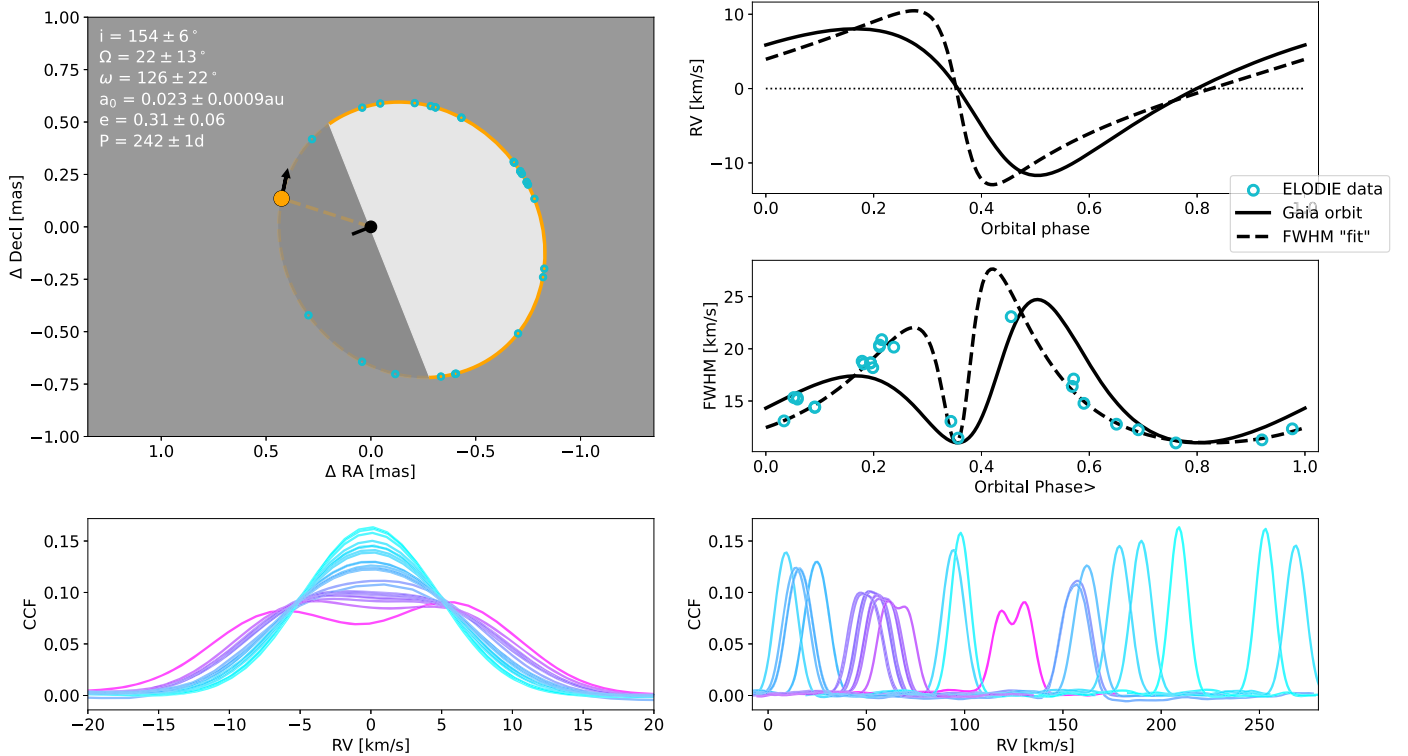 1.00
0.75
0.50
0.25
0.00
−0.25
−0.50
−0.75
−1.00
Δ Decl [mas]
i = 154 ± 6°
Ω = 22 ± 13°
ω = 126 ± 22°
a₀ = 0.023 ± 0.0009au
e = 0.31 ± 0.06
P = 242 ± 1d
1.0 0.5 0.0 −0.5 −1.0
Δ RA [mas]
10
0
−10
RV [km/s]
0.0 0.2 0.4 0.6 0.8 1.0
Orbital phase
ELODIE data
Gaia orbit
FWHM "fit"
25
20
15
FWHM [km/s]
0.0 0.2 0.4 0.6 0.8 1.0
Orbital Phase>
0.15
0.10
0.05
0.00
CCF
−20 −15 −10 −5 0 5 10 15 20
RV [km/s]
0.15
0.10
0.05
0.00
CCF
0 50 100 150 200 250
RV [km/s]